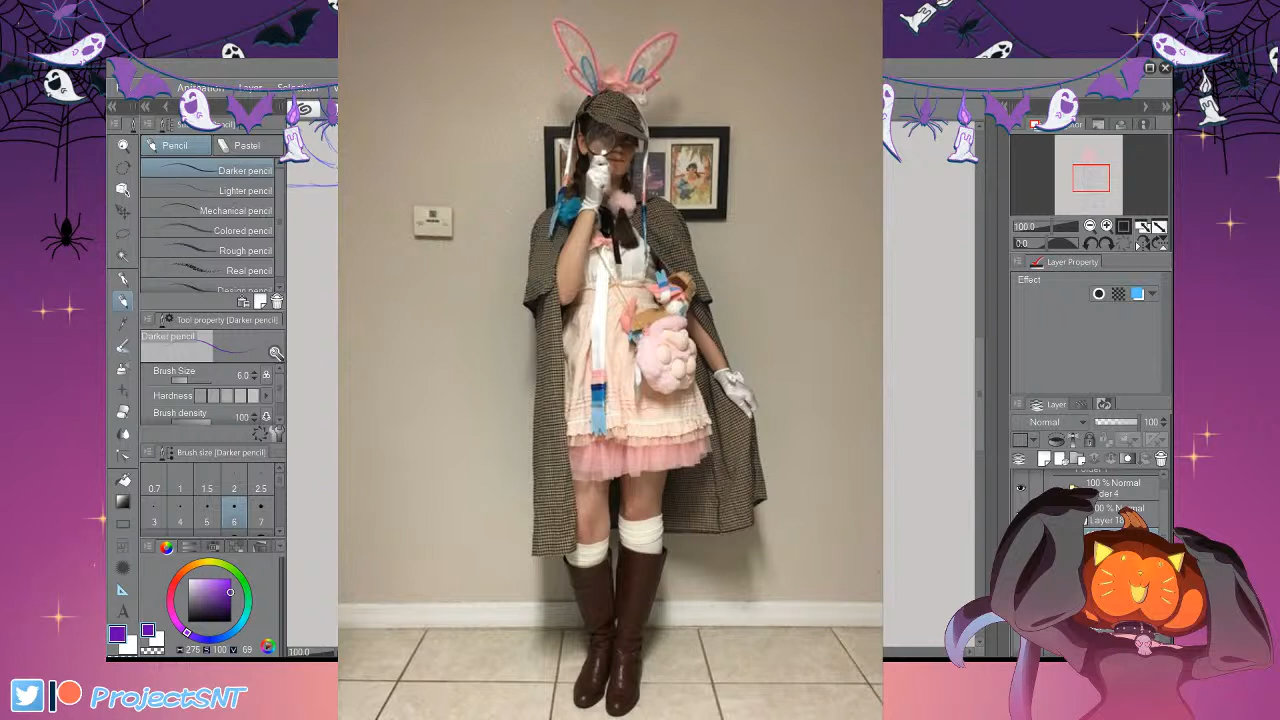 Animation Layer Selection
Pencil
Pastel
Darker pencil
Lighter pencil
Mechanical pencil
Colored pencil
Rough pencil
Real pencil
Design pencil
Tool property [Darker pencil]
Darker pencil
Brush Size
6.0
Hardness
Brush density
100
Brush size [Darker pencil]
0.7 1 1.5 2 2.5
3 4 5 6 7
H 275 S 100 V 69
100.0
100.0
0.0
Layer Property
Effect
Layer
Normal
100
100 % Normal
ProjectSNT